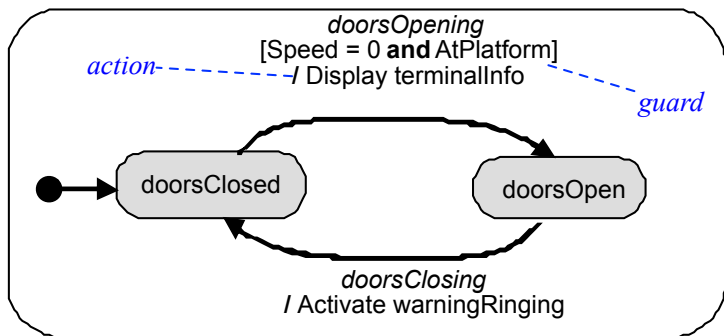 doorsOpening
[Speed = 0 and AtPlatform]
action
/ Display terminalInfo
guard
doorsClosed
doorsOpen
doorsClosing
/ Activate warningRinging